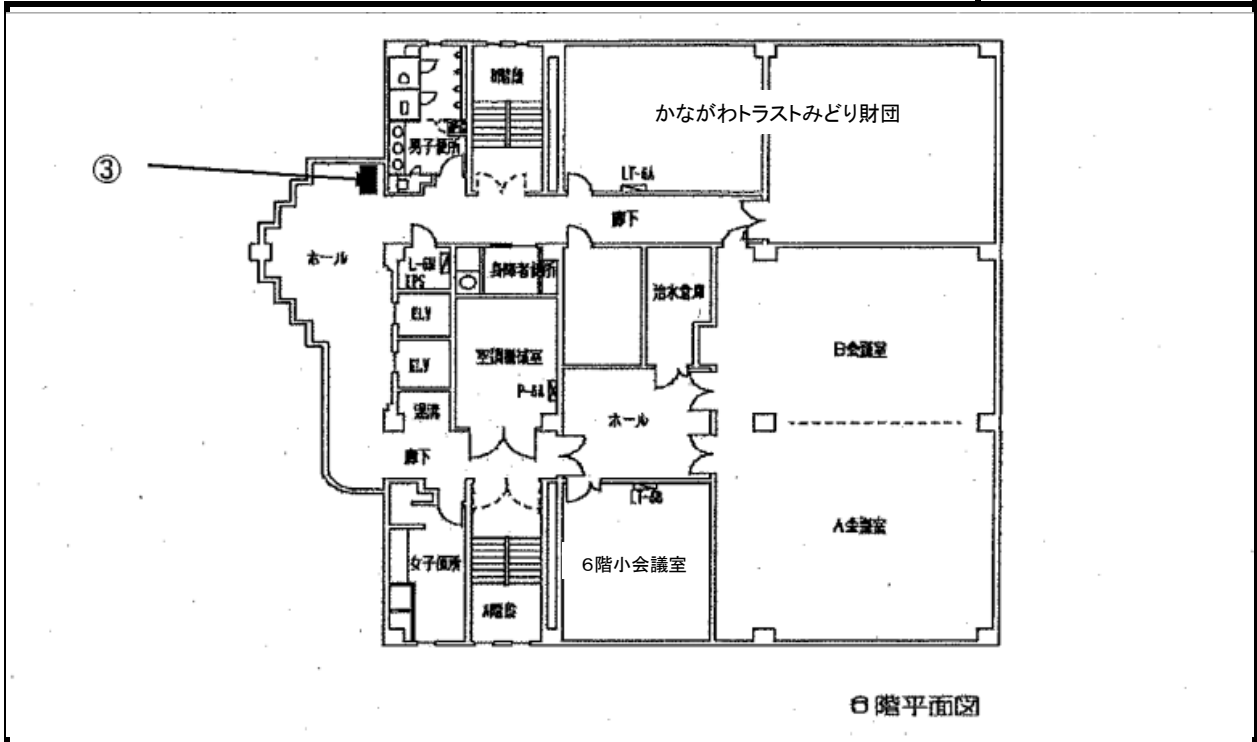 B階段
かながわトラストみどり財団
男子便所
③
LT-6A
廊下
ホール
EPS
身障者便所
治水倉庫
ELV
空調機械室
B会議室
ELV
P-6A
湯沸
ホール
廊下
LT-6B
A会議室
女子便所
6階小会議室
A階段
6階平面図